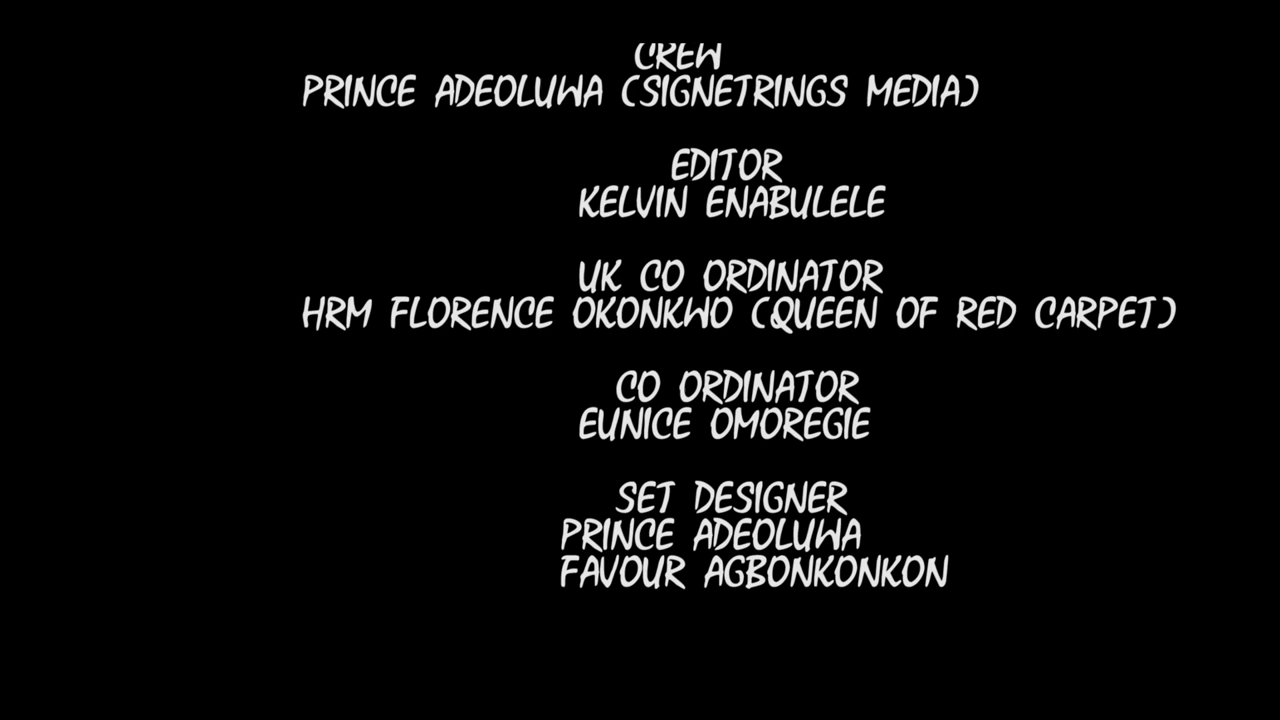 CREW
PRINCE ADEOLUWA (SIGNETRINGS MEDIA)
EDITOR
KELVIN ENABULELE
UK CO ORDINATOR
HRM FLORENCE OKONKWO (QUEEN OF RED CARPET)
CO ORDINATOR
EUNICE OMOREGIE
SET DESIGNER
PRINCE ADEOLUWA
FAVOUR AGBONKONKON